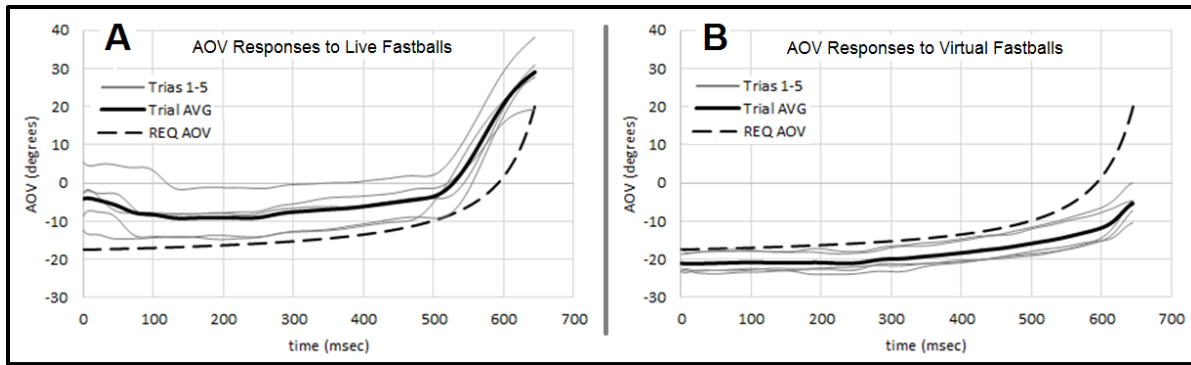 A
AOV Responses to Live Fastballs
Trias 1-5
Trial AVG
REQ AOV
AOV (degrees)
40
30
20
10
0
-10
-20
-30
0 100 200 300 400 500 600 700
time (msec)
B
AOV Responses to Virtual Fastballs
Trias 1-5
Trial AVG
REQ AOV
AOV (degrees)
40
30
20
10
0
-10
-20
-30
0 100 200 300 400 500 600 700
time (msec)